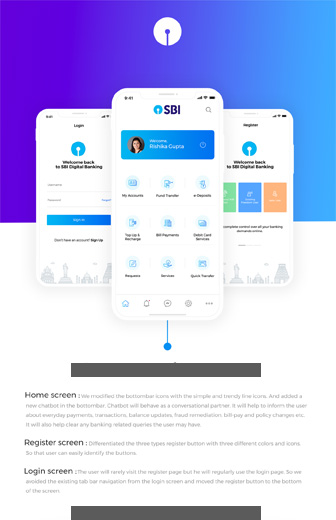 9:41
SBI
Welcome
Rishika Gupta
My Accounts
Fund Transfer
e-Deposits
Top Up &
Recharge
Bill Payments
Debit Card
Services
Requests
Services
Quick Transfer
9:41
Login
Welcome back
to SBI Digital Banking
Username
Password
Forgot?
Sign In
Don't have an account? Sign Up
Register
Welcome back
to SBI Digital Banking
complete control over all your banking
demands online.
Home screen : We modified the bottombar icons with the simple and trendy line icons. And added a
new chatbot in the bottombar. Chatbot will behave as a conversational partner. It will help to inform the user
about everyday payments, transactions, balance updates, fraud remediation, bill-pay and policy changes etc.
It will also help clear any banking related queries the user may have.
Register screen : Differentiated the three types register button with three different colors and icons.
So that user can easily identify the buttons.
Login screen : The user will rarely visit the register page but he will regularly use the login page. So we
avoided the existing tab bar navigation from the login screen and moved the register button to the bottom
of the screen.